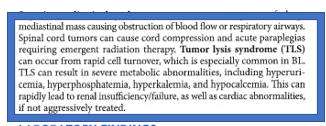 mediastinal mass causing obstruction of blood flow or respiratory airways.
Spinal cord tumors can cause cord compression and acute paraplegias
requiring emergent radiation therapy. Tumor lysis syndrome (TLS)
can occur from rapid cell turnover, which is especially common in BL.
TLS can result in severe metabolic abnormalities, including hyperuri-
cemia, hyperphosphatemia, hyperkalemia, and hypocalcemia. This can
rapidly lead to renal insufficiency/failure, as well as cardiac abnormalities,
if not aggressively treated.